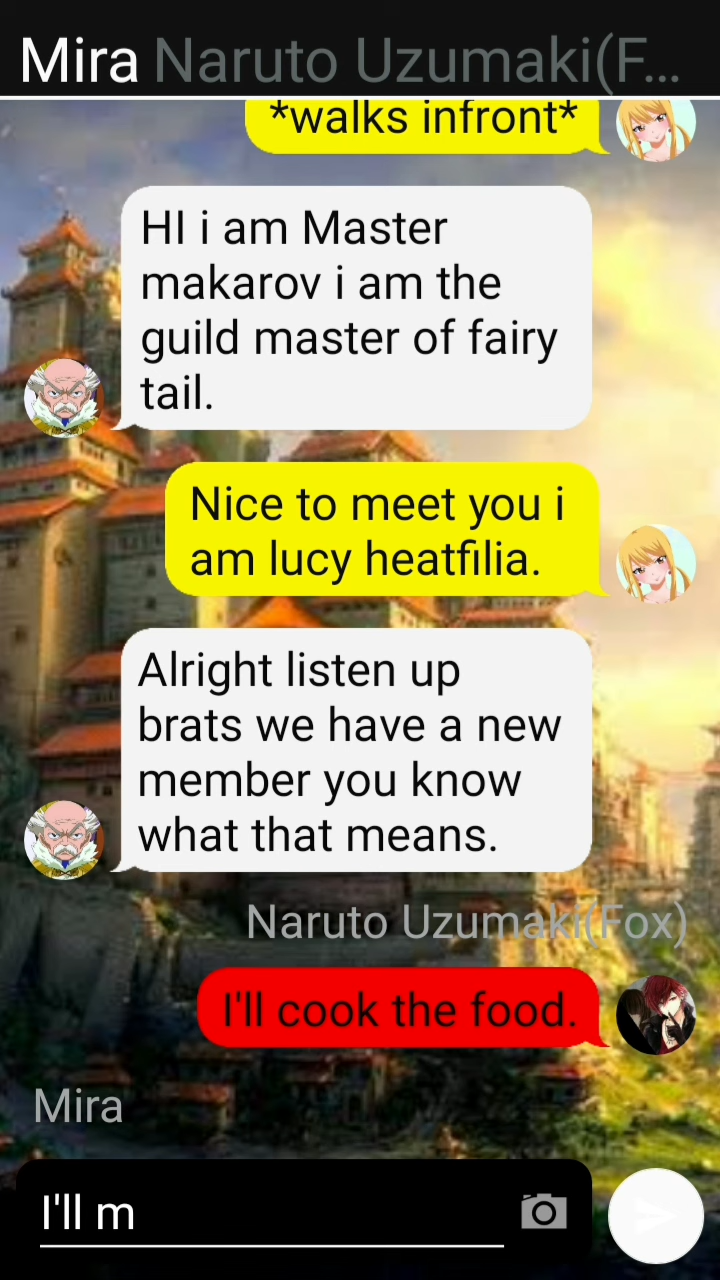 Mira Naruto Uzumaki(F...
*walks infront*
HI i am Master
makarov i am the
guild master of fairy
tail.
Nice to meet you i
am lucy heatfilia.
Alright listen up
brats we have a new
member you know
what that means.
Naruto Uzumaki(Fox)
I'll cook the food.
Mira
I'll m